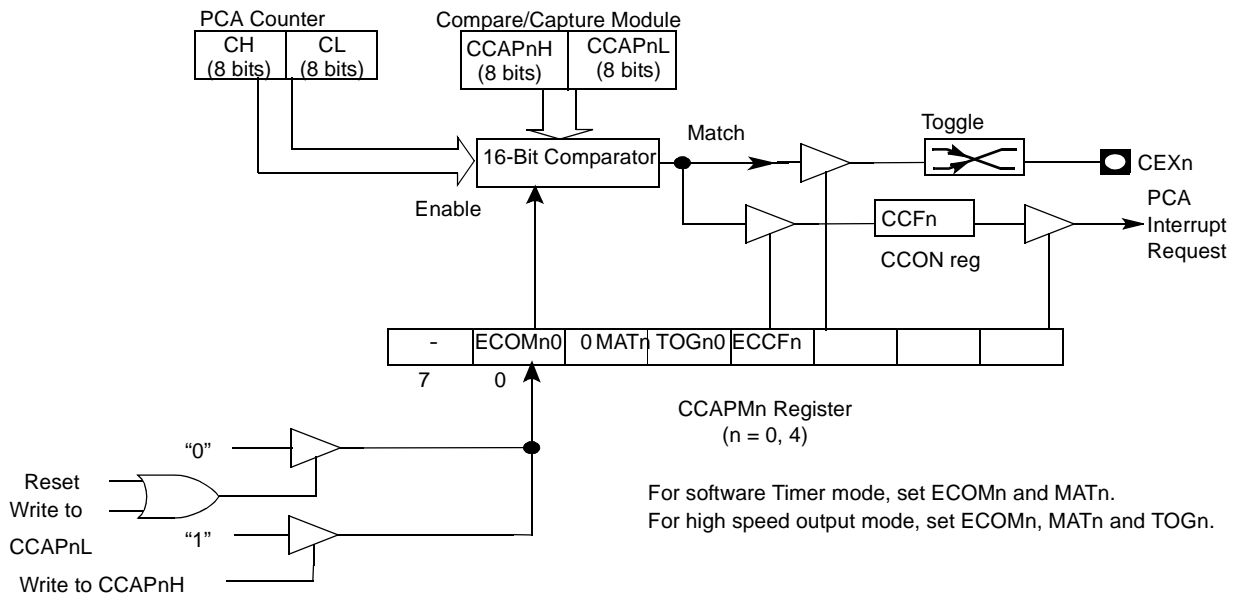 PCA Counter
CH
(8 bits)
CL
(8 bits)
Compare/Capture Module
CCAPnH
(8 bits)
CCAPnL
(8 bits)
16-Bit Comparator
Match
Toggle
CEXn
Enable
CCFn
CCON reg
PCA
Interrupt
Request
- ECOMn0 0 MATn TOGn0 ECCFn
7 0
CCAPMn Register
(n = 0, 4)
“0”
Reset
Write to
CCAPnL
“1”
Write to CCAPnH
For software Timer mode, set ECOMn and MATn.
For high speed output mode, set ECOMn, MATn and TOGn.